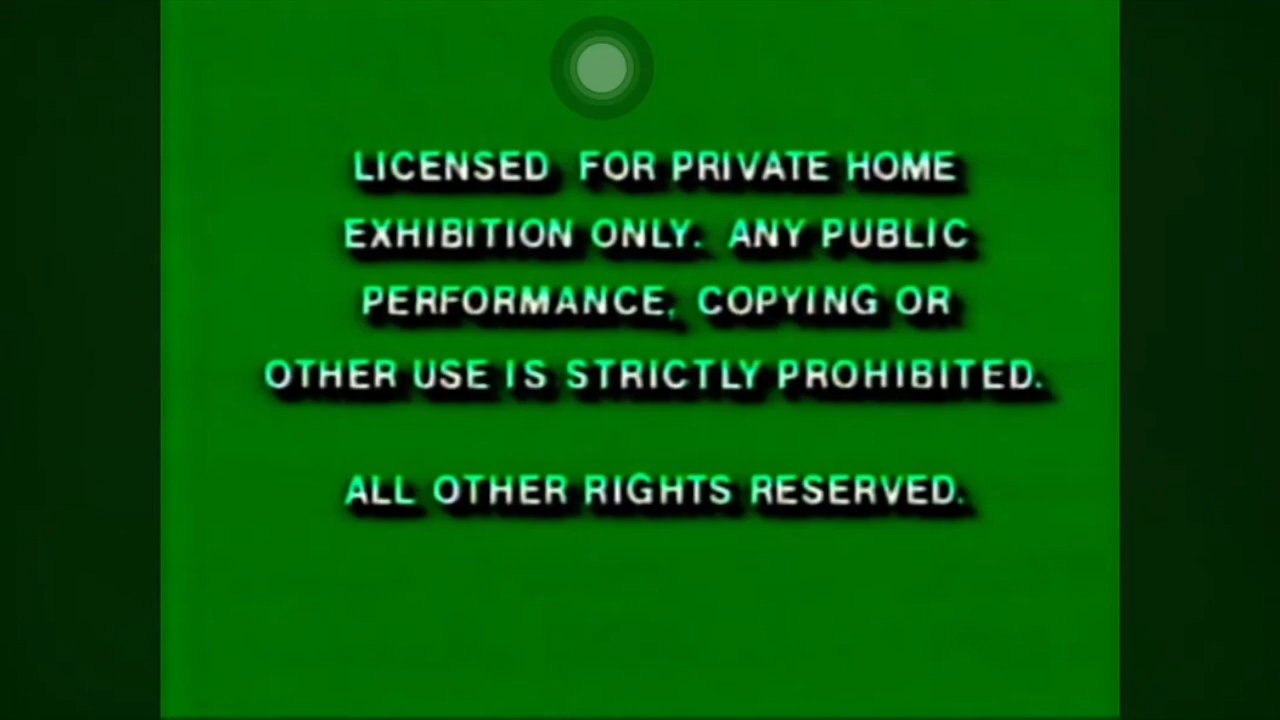 LICENSED FOR PRIVATE HOME
EXHIBITION ONLY. ANY PUBLIC
PERFORMANCE, COPYING OR
OTHER USE IS STRICTLY PROHIBITED.
ALL OTHER RIGHTS RESERVED.